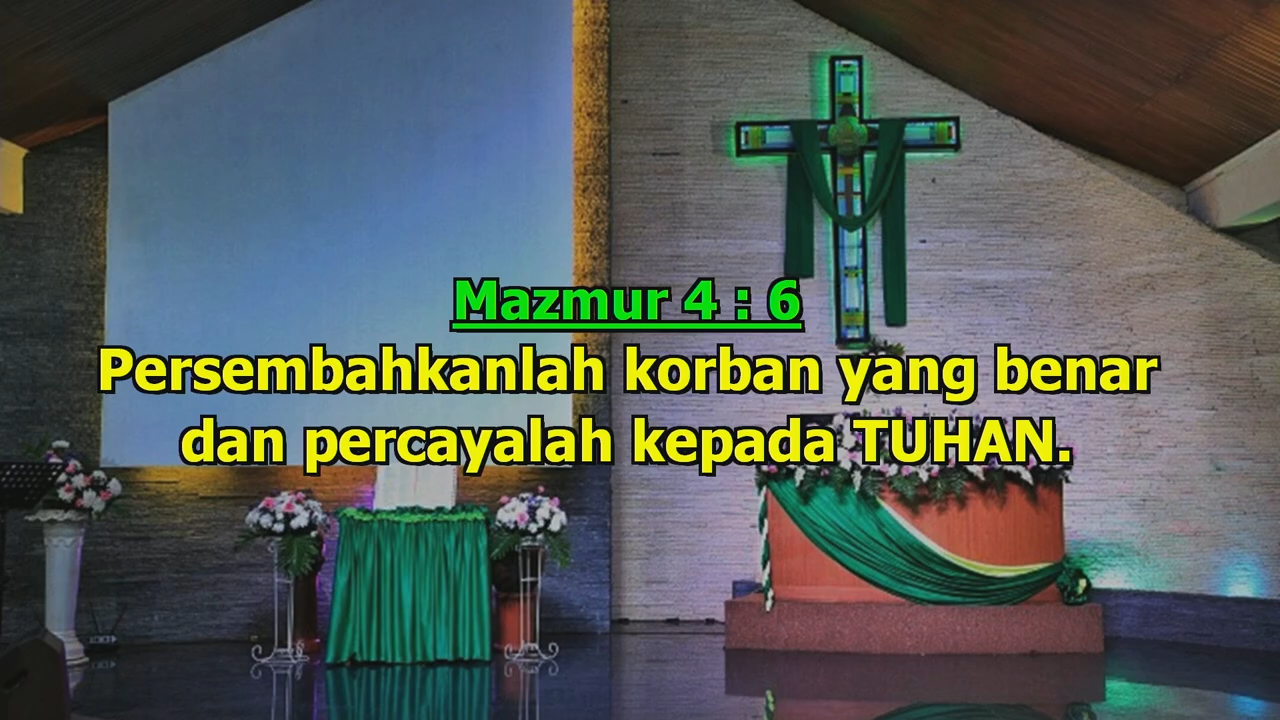 Mazmur 4 : 6
Persembahkanlah korban yang benar
dan percayalah kepada TUHAN.